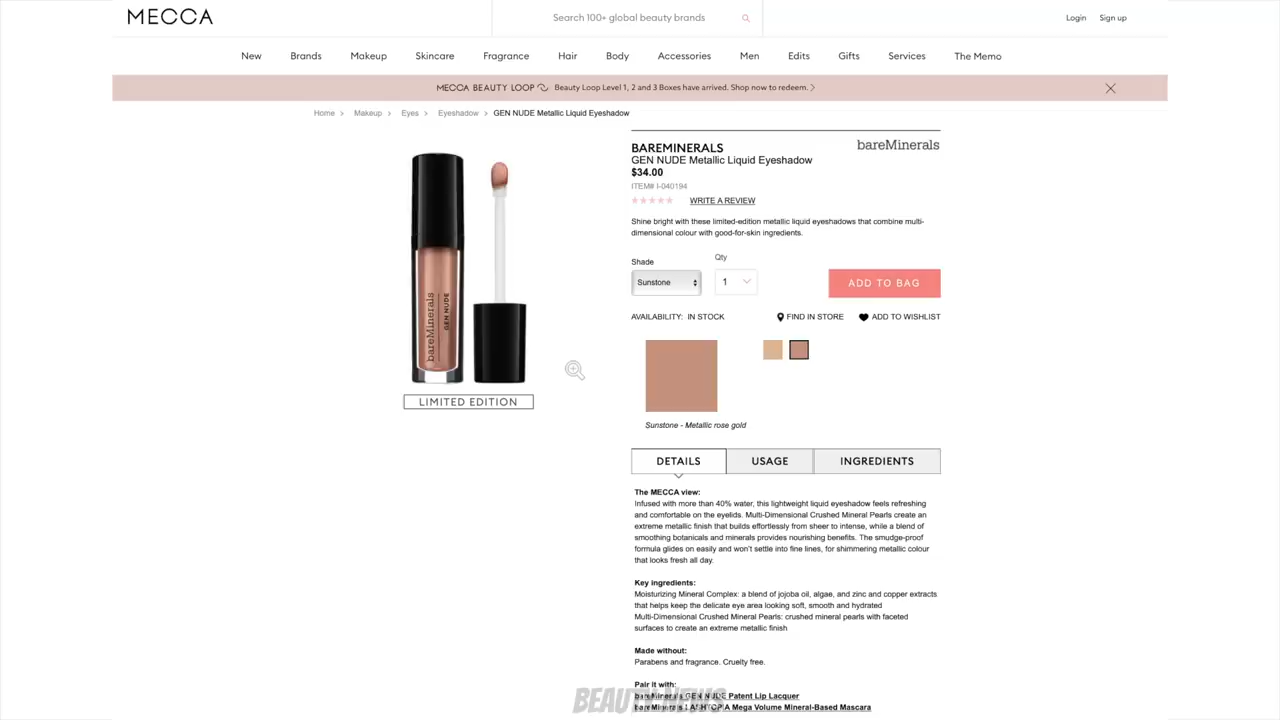 MECCA
Search 100+ global beauty brands
Login Sign up
New Brands Makeup Skincare Fragrance Hair Body Accessories Men Edits Gifts Services The Memo
MECCA BEAUTY LOOP Beauty Loop Level 1, 2 and 3 Boxes have arrived. Shop now to redeem. >
Home > Makeup > Eyes > Eyeshadow > GEN NUDE Metallic Liquid Eyeshadow
bareMinerals
GEN NUDE
LIMITED EDITION
BAREMINERALS
bareMinerals
GEN NUDE Metallic Liquid Eyeshadow
$34.00
ITEM# I-040194
WRITE A REVIEW
Shine bright with these limited-edition metallic liquid eyeshadows that combine multi-
dimensional colour with good-for-skin ingredients.
Shade
Qty
Sunstone
1
ADD TO BAG
AVAILABILITY: IN STOCK
FIND IN STORE
ADD TO WISHLIST
Sunstone - Metallic rose gold
DETAILS USAGE INGREDIENTS
The MECCA view:
Infused with more than 40% water, this lightweight liquid eyeshadow feels refreshing
and comfortable on the eyelids. Multi-Dimensional Crushed Mineral Pearls create an
extreme metallic finish that builds effortlessly from sheer to intense, while a blend of
smoothing botanicals and minerals provides nourishing benefits. The smudge-proof
formula glides on easily and won't settle into fine lines, for shimmering metallic colour
that looks fresh all day.
Key ingredients:
Moisturizing Mineral Complex: a blend of jojoba oil, algae, and zinc and copper extracts
that helps keep the delicate eye area looking soft, smooth and hydrated
Multi-Dimensional Crushed Mineral Pearls: crushed mineral pearls with faceted
surfaces to create an extreme metallic finish
Made without:
Parabens and fragrance. Cruelty free.
Pair it with:
bareMinerals GEN NUDE Patent Lip Lacquer
bareMinerals LASHTOPIA Mega Volume Mineral-Based Mascara
BEAUTY NEWS